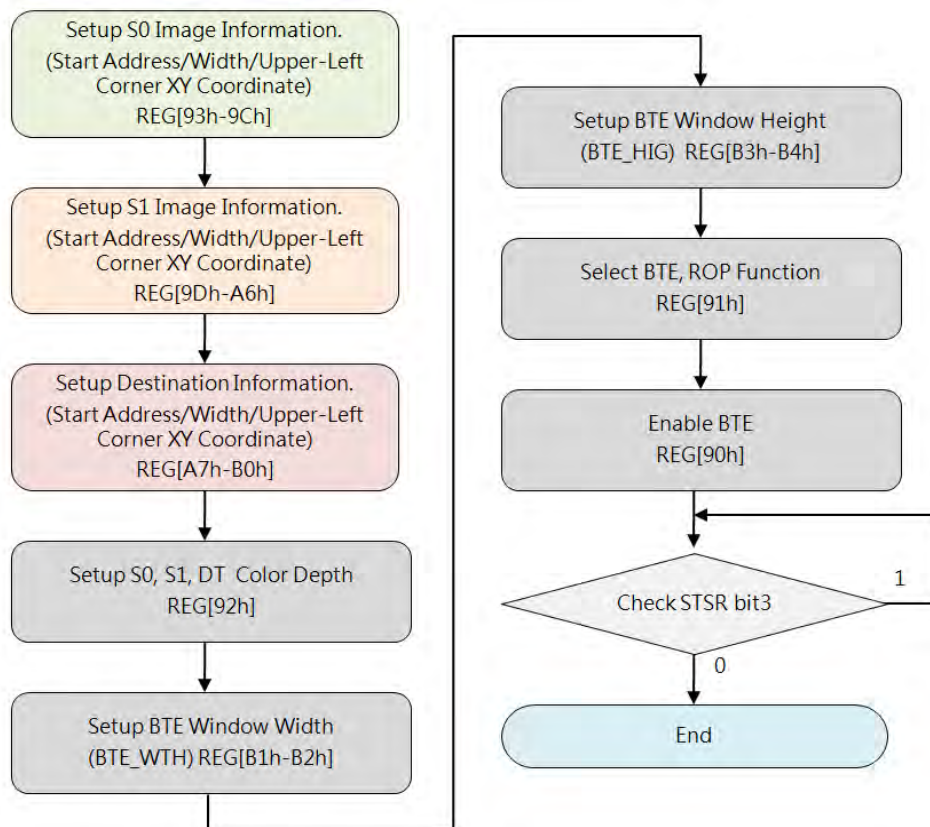 Setup S0 Image Information.
(Start Address/Width/Upper-Left
Corner XY Coordinate)
REG[93h-9Ch]
Setup S1 Image Information.
(Start Address/Width/Upper-Left
Corner XY Coordinate)
REG[9Dh-A6h]
Setup Destination Information.
(Start Address/Width/Upper-Left
Corner XY Coordinate)
REG[A7h-B0h]
Setup S0, S1, DT Color Depth
REG[92h]
Setup BTE Window Width
(BTE_WTH) REG[B1h-B2h]
Setup BTE Window Height
(BTE_HIG) REG[B3h-B4h]
Select BTE, ROP Function
REG[91h]
Enable BTE
REG[90h]
Check STSR bit3
1
0
End